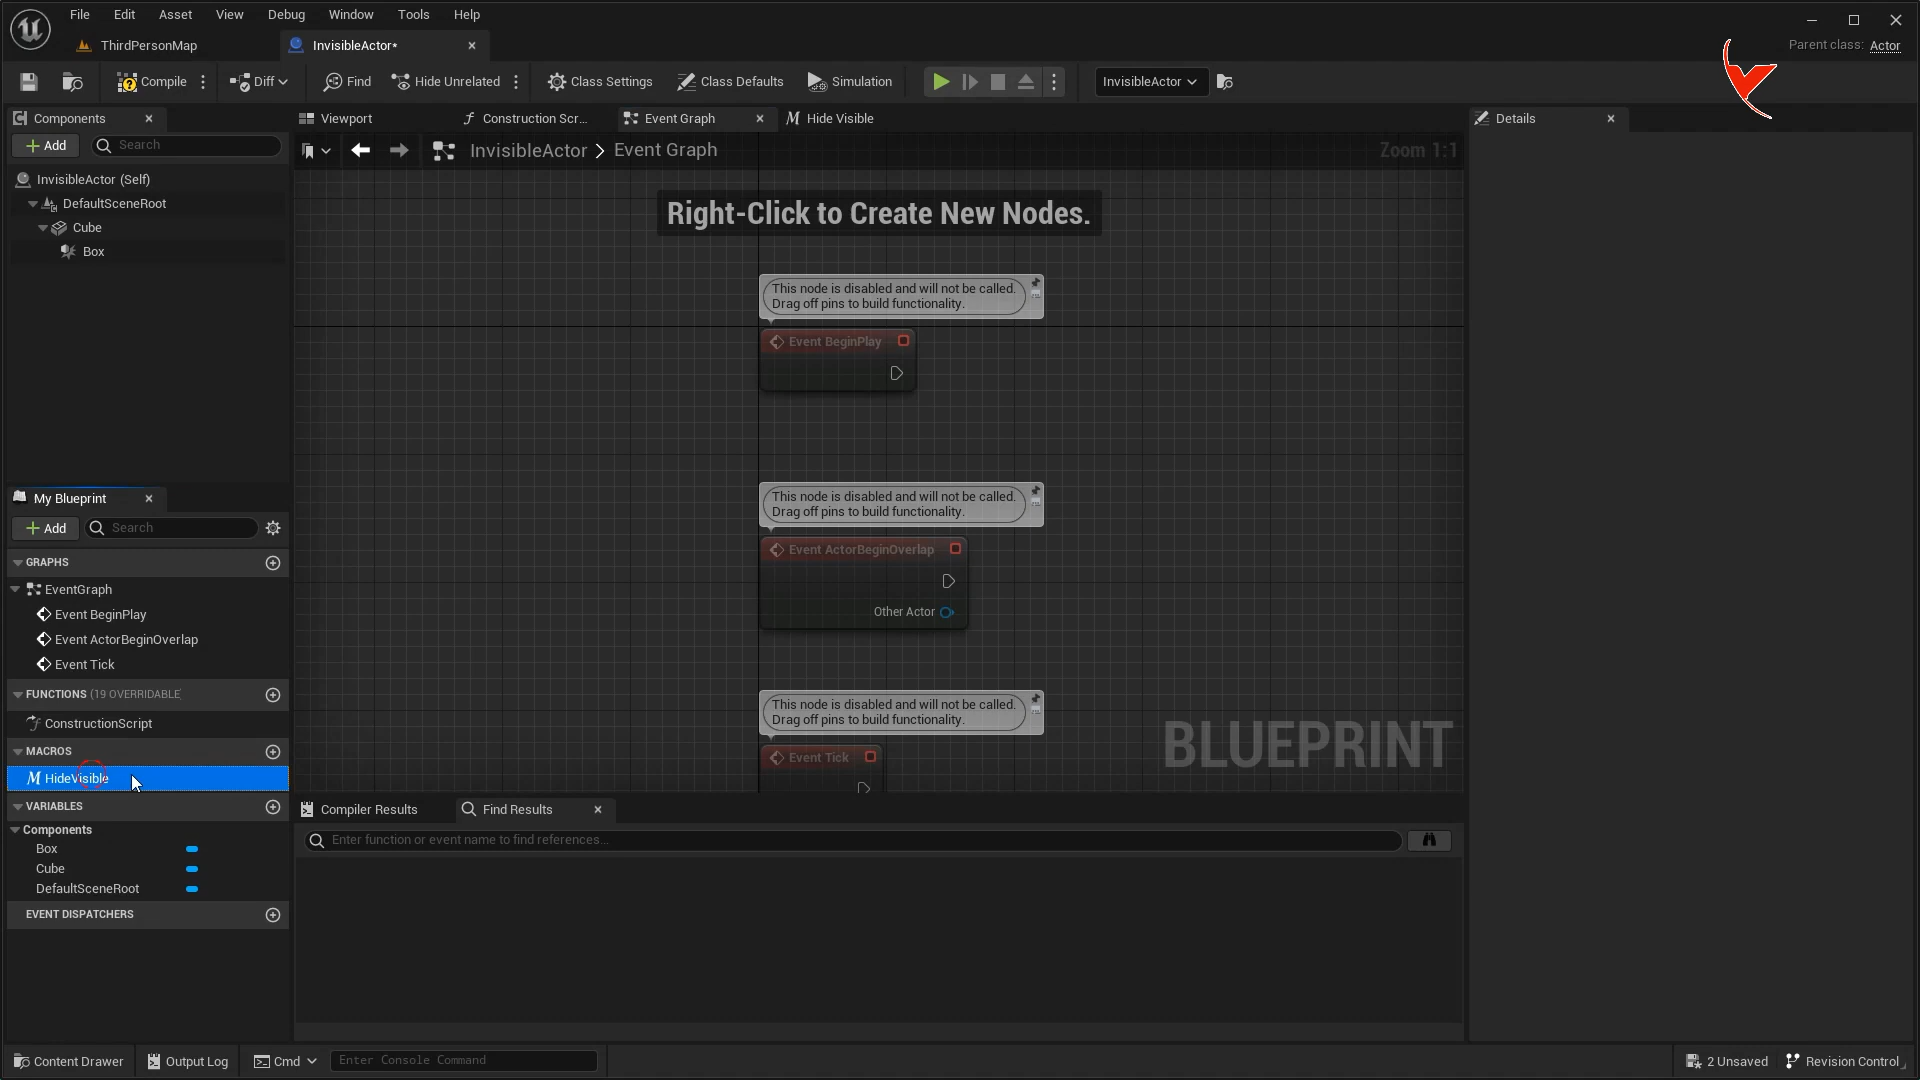 File Edit Asset View Debug Window Tools Help
ThirdPersonMap InvisibleActor* Parent class: Actor
Compile Diff Find Hide Unrelated Class Settings Class Defaults Simulation InvisibleActor
Components Viewport Construction Scr... Event Graph Hide Visible Details
+ Add Search
InvisibleActor > Event Graph Zoom 1:1
InvisibleActor (Self)
DefaultSceneRoot
Cube
Box
Right-Click to Create New Nodes.
This node is disabled and will not be called.
Drag off pins to build functionality.
Event BeginPlay
My Blueprint
+ Add Search
This node is disabled and will not be called.
Drag off pins to build functionality.
Event ActorBeginOverlap
Other Actor
GRAPHS
EventGraph
Event BeginPlay
Event ActorBeginOverlap
Event Tick
FUNCTIONS (19 OVERRIDABLE
ConstructionScript
MACROS
HideVisible
VARIABLES
Components
Box
Cube
DefaultSceneRoot
EVENT DISPATCHERS
This node is disabled and will not be called.
Drag off pins to build functionality.
Event Tick
BLUEPRINT
Compiler Results Find Results
Enter function or event name to find references...
Content Drawer Output Log Cmd Enter Console Command 2 Unsaved Revision Control